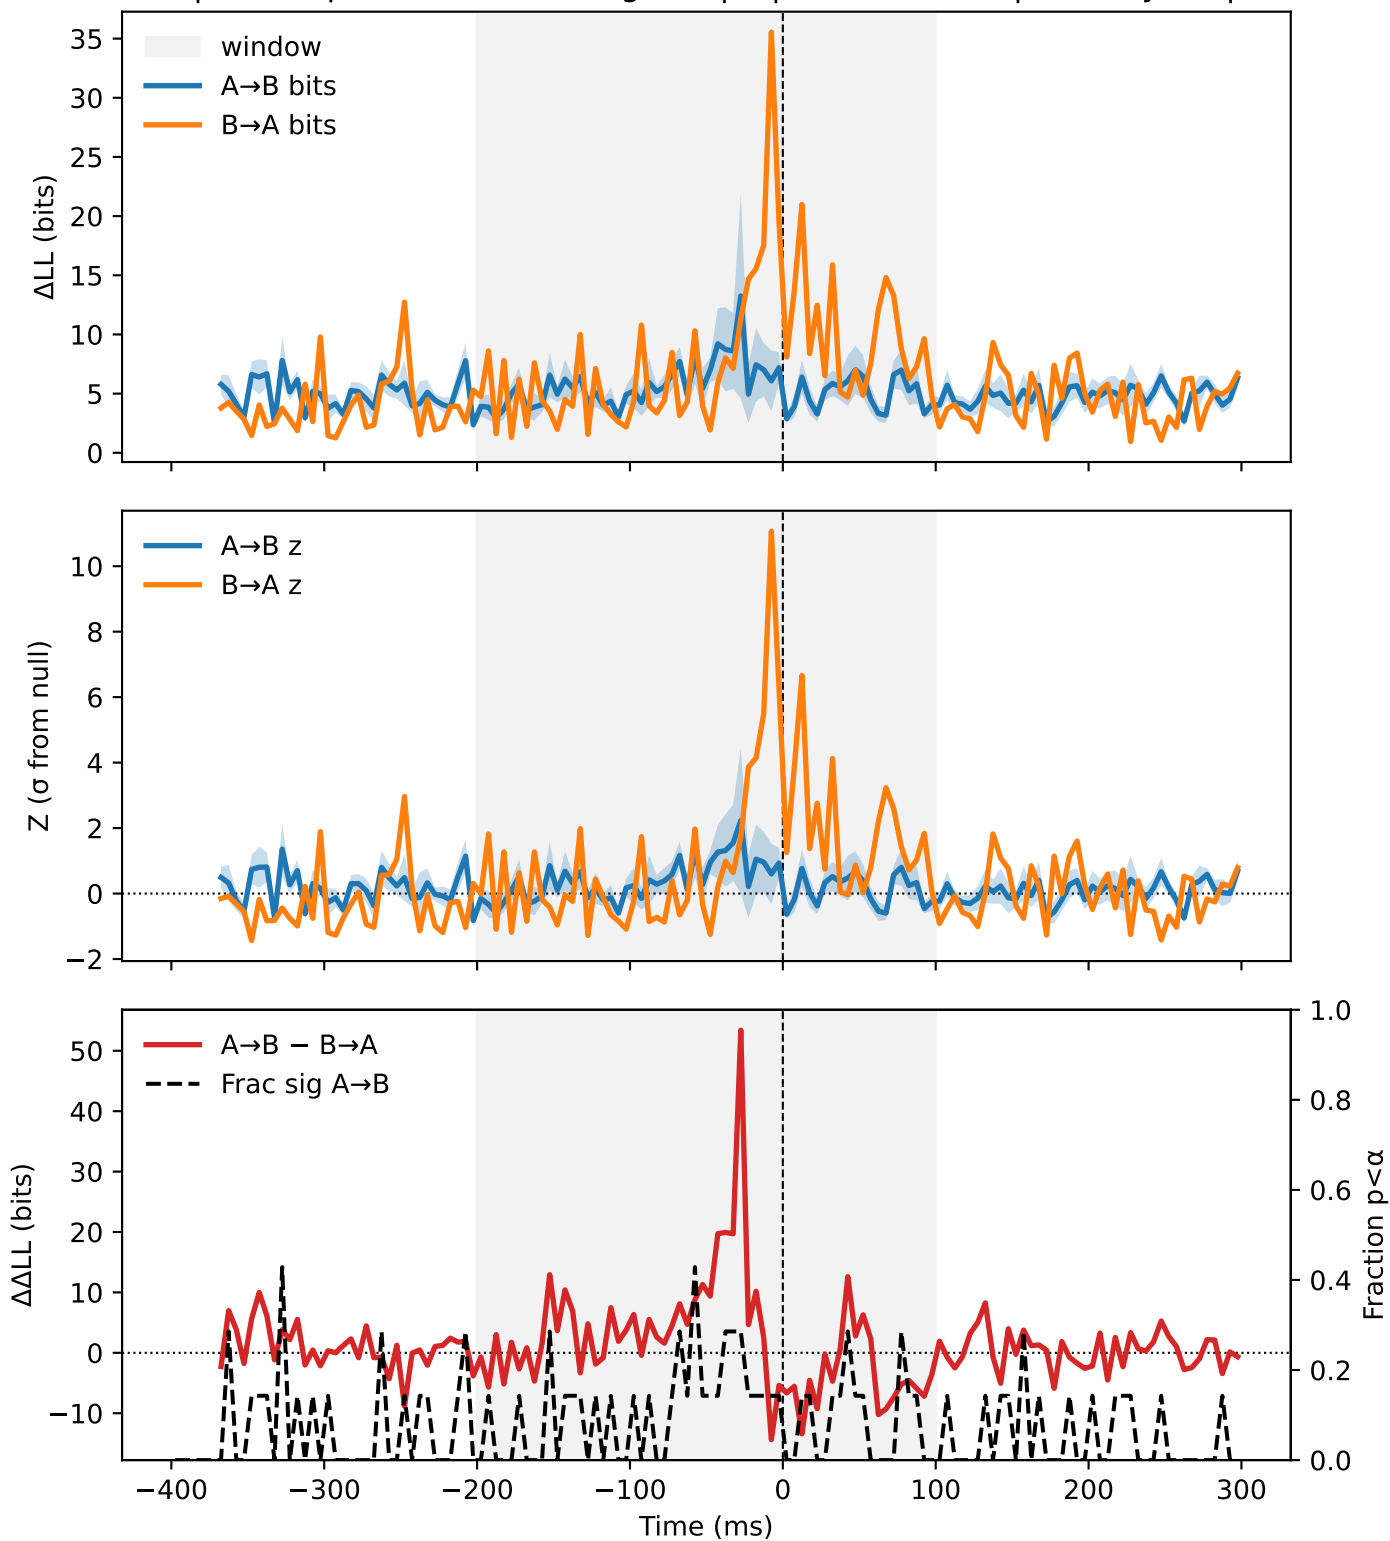 35
30
25
20
15
10
5
0
ΔLL (bits)
window
A→B bits
B→A bits
10
8
6
4
2
0
−2
Z (σ from null)
A→B z
B→A z
50
40
30
20
10
0
−10
ΔΔLL (bits)
A→B − B→A
Frac sig A→B
1.0
0.8
0.6
0.4
0.2
0.0
Fraction p<α
−400 −300 −200 −100 0 100 200 300
Time (ms)